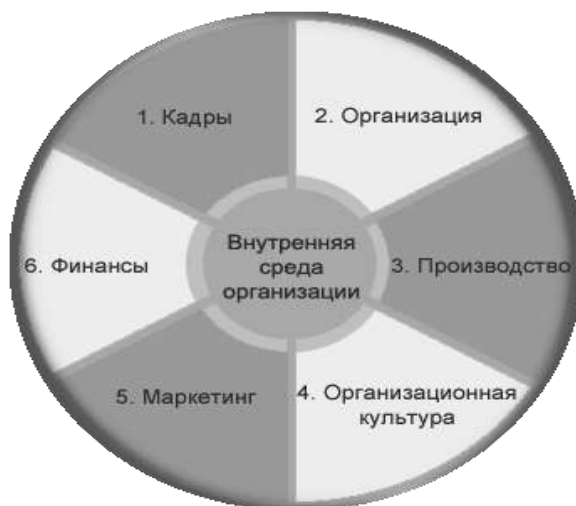 1. Кадры
2. Организация
3. Производство
4. Организационная
культура
5. Маркетинг
6. Финансы
Внутренняя
среда
организации